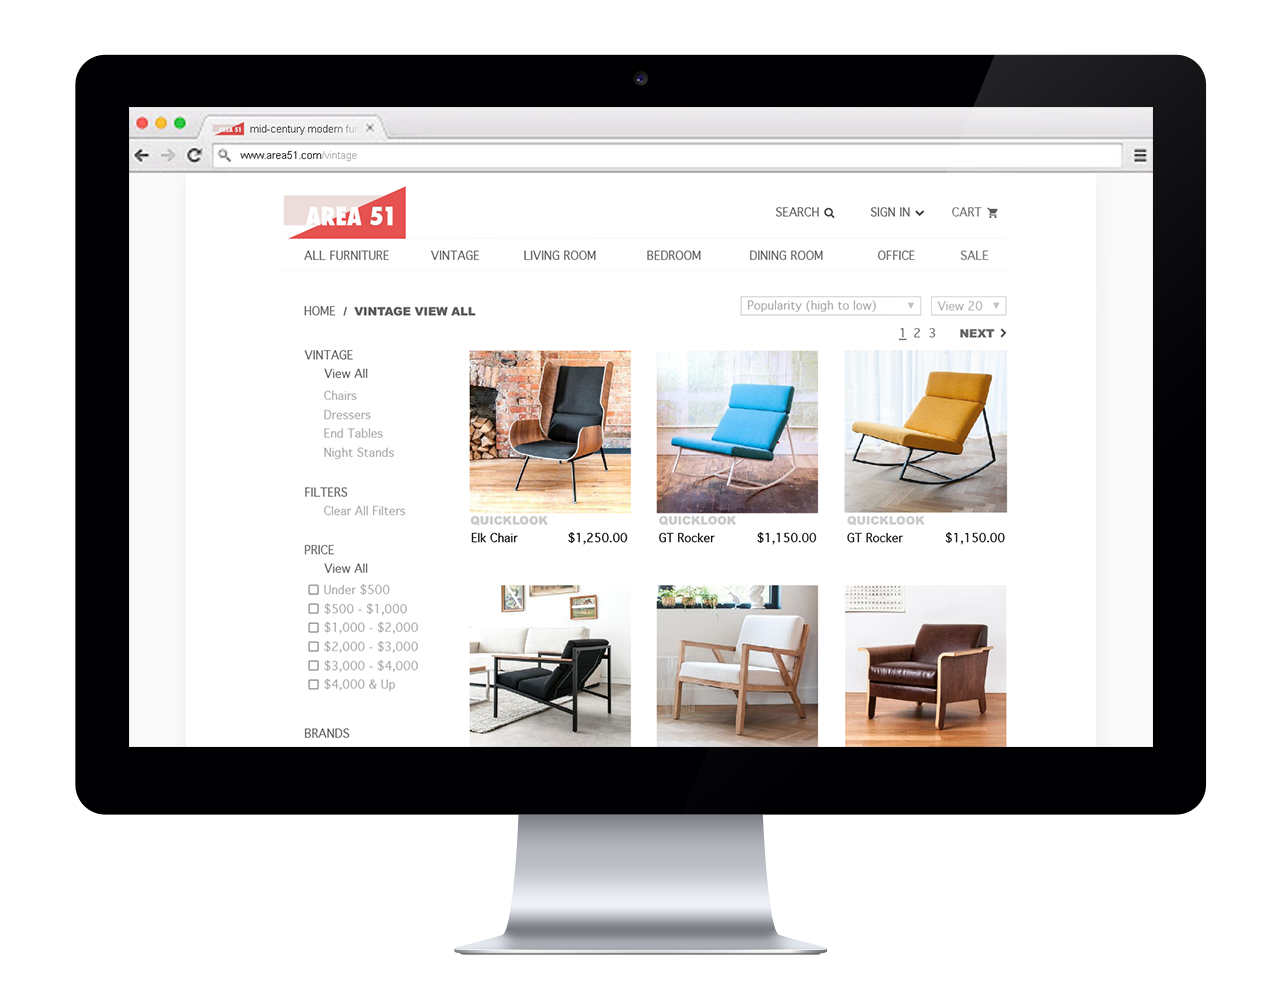 AREA 51 mid-century modern fur
www.area51.com/vintage
AREA 51
SEARCH SIGN IN CART
ALL FURNITURE VINTAGE LIVING ROOM BEDROOM DINING ROOM OFFICE SALE
HOME / VINTAGE VIEW ALL
Popularity (high to low) View 20
1 2 3 NEXT
VINTAGE
View All
Chairs
Dressers
End Tables
Night Stands
FILTERS
Clear All Filters
PRICE
View All
Under $500
$500 - $1,000
$1,000 - $2,000
$2,000 - $3,000
$3,000 - $4,000
$4,000 & Up
BRANDS
QUICKLOOK QUICKLOOK QUICKLOOK
Elk Chair $1,250.00 GT Rocker $1,150.00 GT Rocker $1,150.00